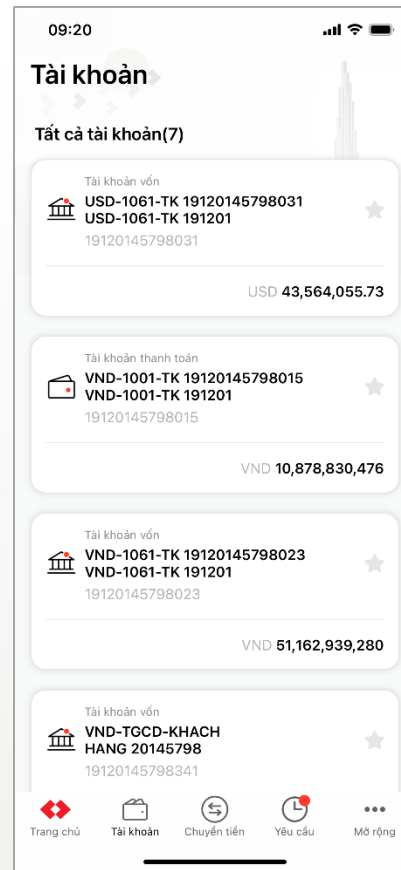 09:20
Tài khoản
Tất cả tài khoản(7)
Tài khoản vốn
USD-1061-TK 19120145798031
USD-1061-TK 191201
19120145798031
USD 43,564,055.73
Tài khoản thanh toán
VND-1001-TK 19120145798015
VND-1001-TK 191201
19120145798015
VND 10,878,830,476
Tài khoản vốn
VND-1061-TK 19120145798023
VND-1061-TK 191201
19120145798023
VND 51,162,939,280
Tài khoản vốn
VND-TGCD-KHACH
HANG 20145798
19120145798341
Trang chủ Tài khoản Chuyển tiền Yêu cầu Mở rộng